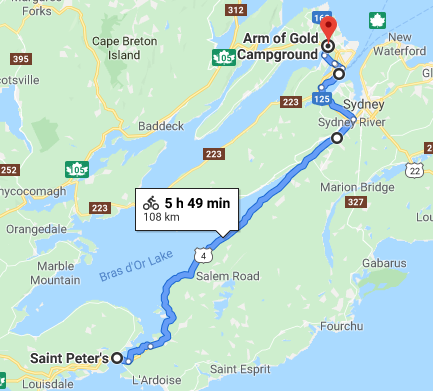 Margaree
Forks
312
162
Arm of Gold
Campground
Cape Breton
Island
105
New
Waterford
Gle
cotsville
223
125
Sydney
Baddeck
Sydney River
223
252
105
22
Marion Bridge
nycocomagh
223
5 h 49 min
108 km
327
Orangedale
Bras d'Or Lake
Marble
Mountain
4
Gabarus
Salem Road
Fourchu
Saint Peter's
Saint Esprit
L'Ardoise
Louisdale